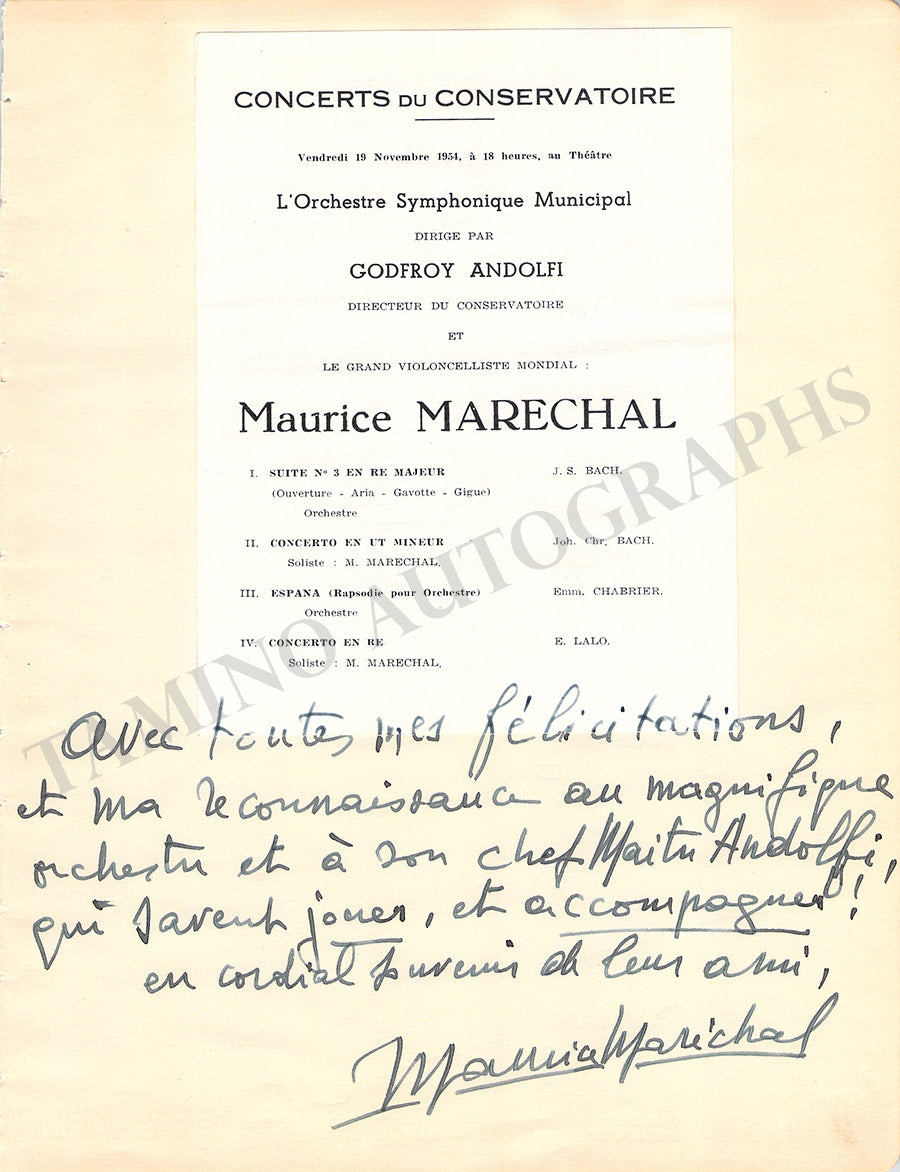 CONCERTS DU CONSERVATOIRE
Vendredi 19 Novembre 1954, à 18 heures, au Théâtre
L'Orchestre Symphonique Municipal
DIRIGE PAR
GODFROY ANDOLFI
DIRECTEUR DU CONSERVATOIRE
ET
LE GRAND VIOLONCELLISTE MONDIAL :
Maurice MARECHAL
I. SUITE No 3 EN RE MAJEUR J. S. BACH.
(Ouverture - Aria - Gavotte - Gigue)
Orchestre
II. CONCERTO EN UT MINEUR Joh. Chr. BACH.
Soliste : M. MARECHAL.
III. ESPANA (Rapsodie pour Orchestre) Emm. CHABRIER.
Orchestre
IV. CONCERTO EN RE E. LALO.
Soliste : M. MARECHAL.
TAMINO AUTOGRAPHS
Avec toutes mes félicitations,
et ma reconnaissance au magnifique
orchestre et à son chef Maitre Andolfi,
qui savent jouer, et accompagner!
en cordial souvenir de leur ami,
Maurice Maréchal